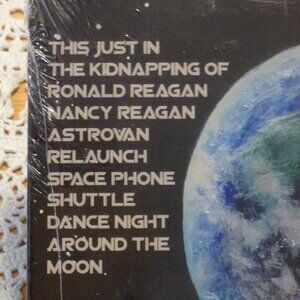 THIS JUST IN
THE KIDNAPPING OF
RONALD REAGAN
NANCY REAGAN
ASTROVAN
RELAUNCH
SPACE PHONE
SHUTTLE
DANCE NIGHT
AROUND THE
MOON